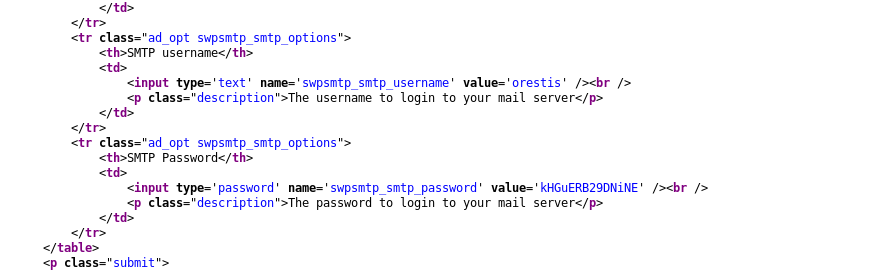 </td>
</tr>
<tr class="ad_opt swpsmtp_smtp_options">
<th>SMTP username</th>
<td>
<input type='text' name='swpsmtp_smtp_username' value='orestis' /><br />
<p class="description">The username to login to your mail server</p>
</td>
</tr>
<tr class="ad_opt swpsmtp_smtp_options">
<th>SMTP Password</th>
<td>
<input type='password' name='swpsmtp_smtp_password' value='kHGuERB29DNiNE' /><br />
<p class="description">The password to login to your mail server</p>
</td>
</tr>
</table>
<p class="submit">